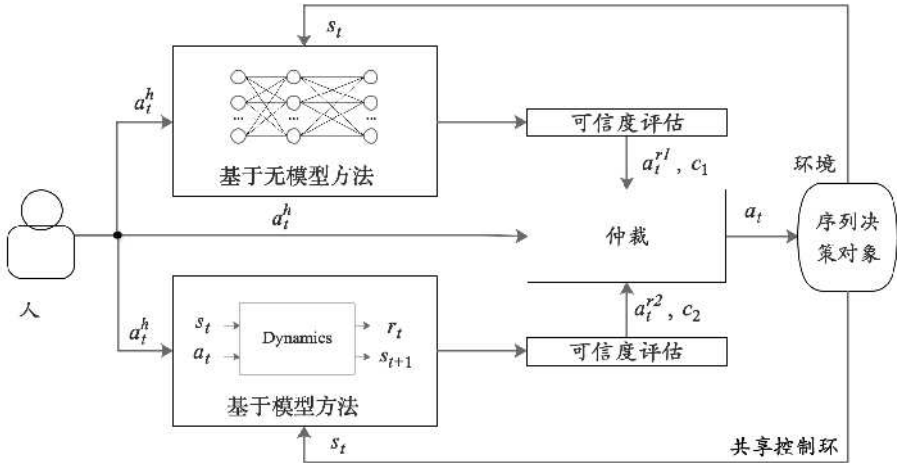 s_t
a_t^h
...
...
...
基于无模型方法
可信度评估
a_t^{r1}, c_1
环境
a_t^h
仲裁
a_t
序列决
策对象
人
a_t^{r2}, c_2
a_t^h
s_t
a_t
Dynamics
r_t
s_{t+1}
可信度评估
基于模型方法
s_t
共享控制环